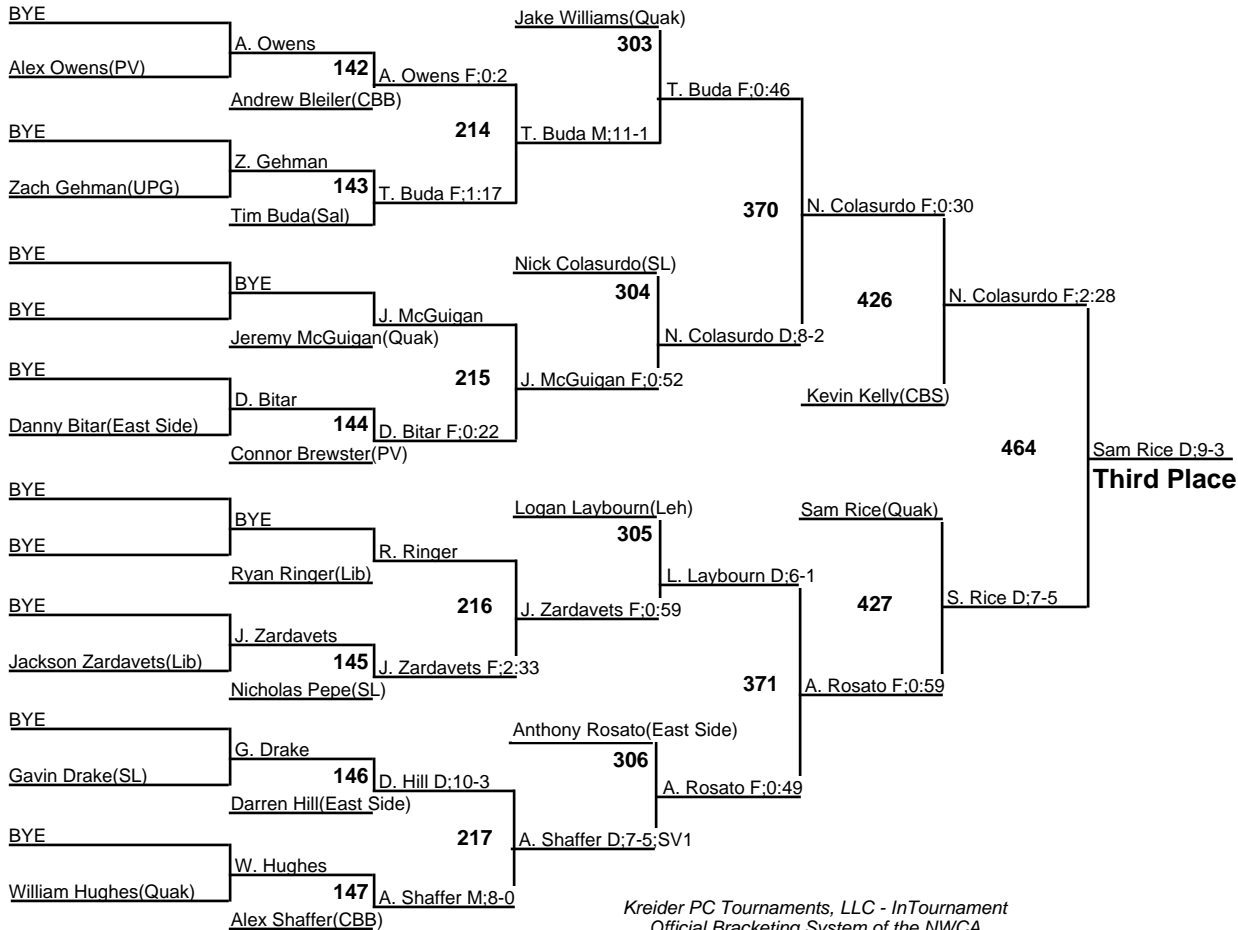 BYE
Alex Owens(PV)
A. Owens
142
Andrew Bleiler(CBB)
A. Owens F;0:2
BYE
Zach Gehman(UPG)
Z. Gehman
143
Tim Buda(Sal)
T. Buda F;1:17
214
T. Buda M;11-1
Jake Williams(Quak)
303
T. Buda F;0:46
BYE
BYE
BYE
Jeremy McGuigan(Quak)
J. McGuigan
BYE
Danny Bitar(East Side)
D. Bitar
144
Connor Brewster(PV)
D. Bitar F;0:22
215
J. McGuigan F;0:52
Nick Colasurdo(SL)
304
N. Colasurdo D;8-2
370
N. Colasurdo F;0:30
426
Kevin Kelly(CBS)
N. Colasurdo F;2:28
BYE
BYE
BYE
Ryan Ringer(Lib)
R. Ringer
BYE
Jackson Zardavets(Lib)
J. Zardavets
145
Nicholas Pepe(SL)
J. Zardavets F;2:33
216
J. Zardavets F;0:59
Logan Laybourn(Leh)
305
L. Laybourn D;6-1
BYE
Gavin Drake(SL)
G. Drake
146
Darren Hill(East Side)
D. Hill D;10-3
BYE
William Hughes(Quak)
W. Hughes
147
Alex Shaffer(CBB)
A. Shaffer M;8-0
217
A. Shaffer D;7-5;SV1
Anthony Rosato(East Side)
306
A. Rosato F;0:49
371
A. Rosato F;0:59
Sam Rice(Quak)
427
S. Rice D;7-5
464
Sam Rice D;9-3
Third Place
Kreider PC Tournaments, LLC - InTournament
Official Bracketing System of the NWCA